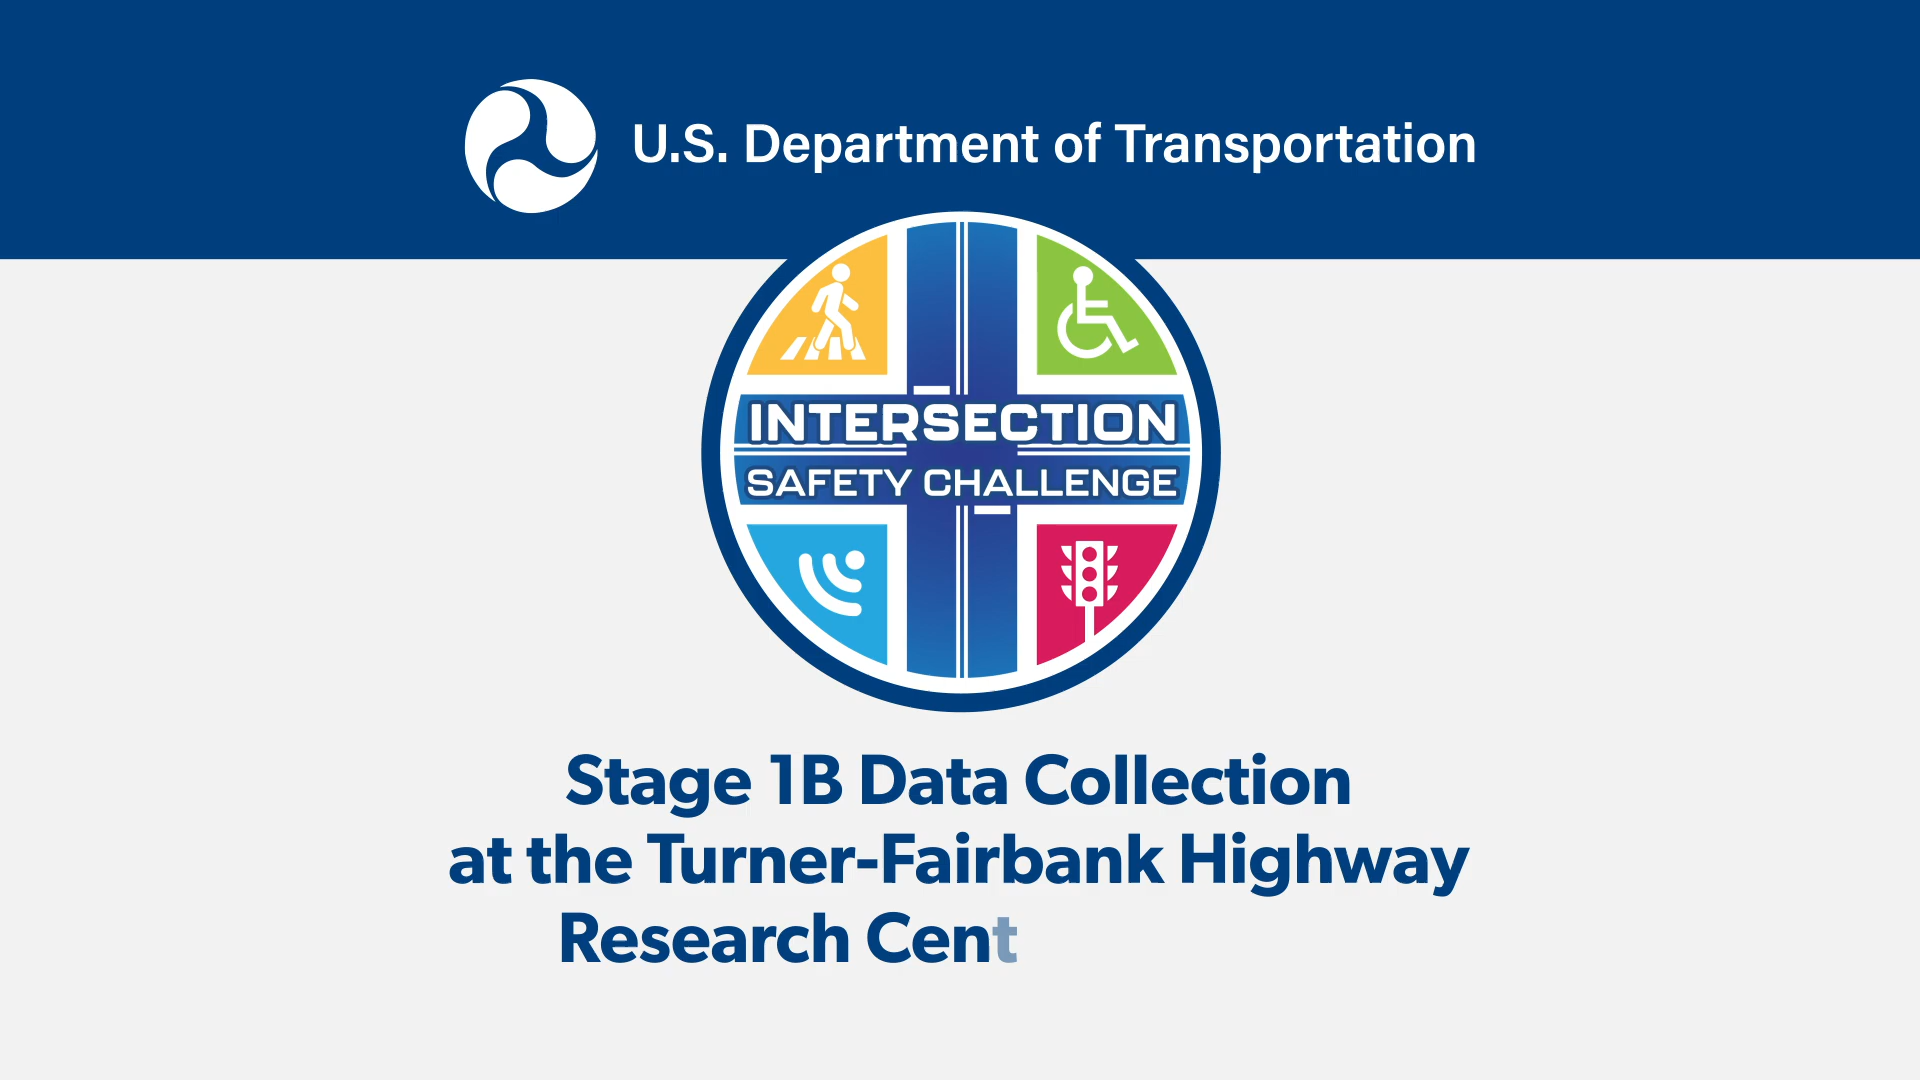 U.S. Department of Transportation
INTERSECTION
SAFETY CHALLENGE
Stage 1B Data Collection
at the Turner-Fairbank Highway
Research Cent